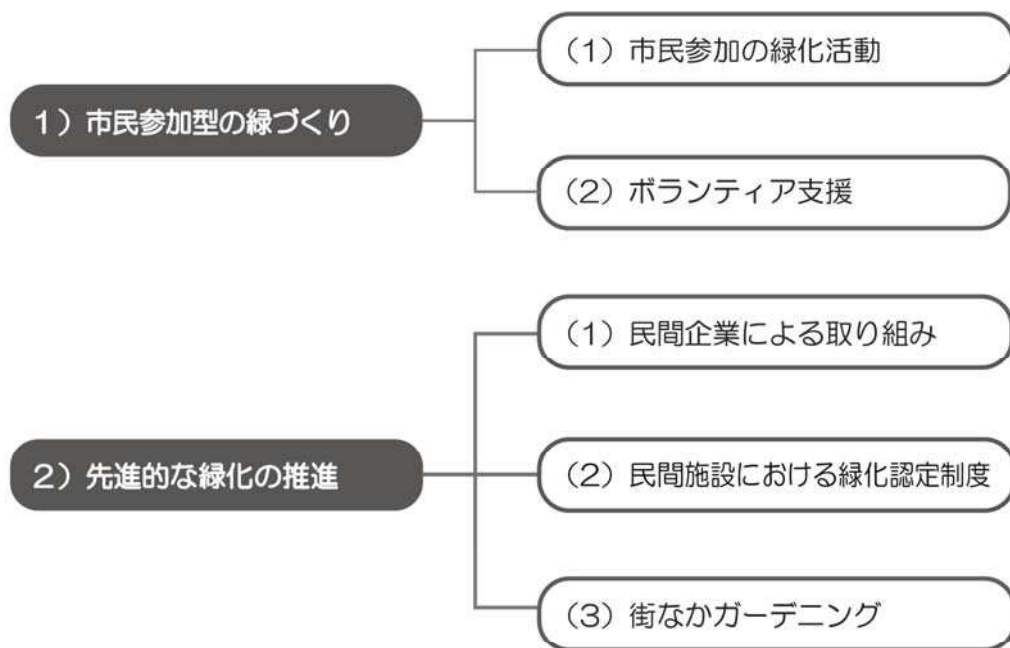 1）市民参加型の緑づくり
（1）市民参加の緑化活動
（2）ボランティア支援
2）先進的な緑化の推進
（1）民間企業による取り組み
（2）民間施設における緑化認定制度
（3）街なかガーデニング